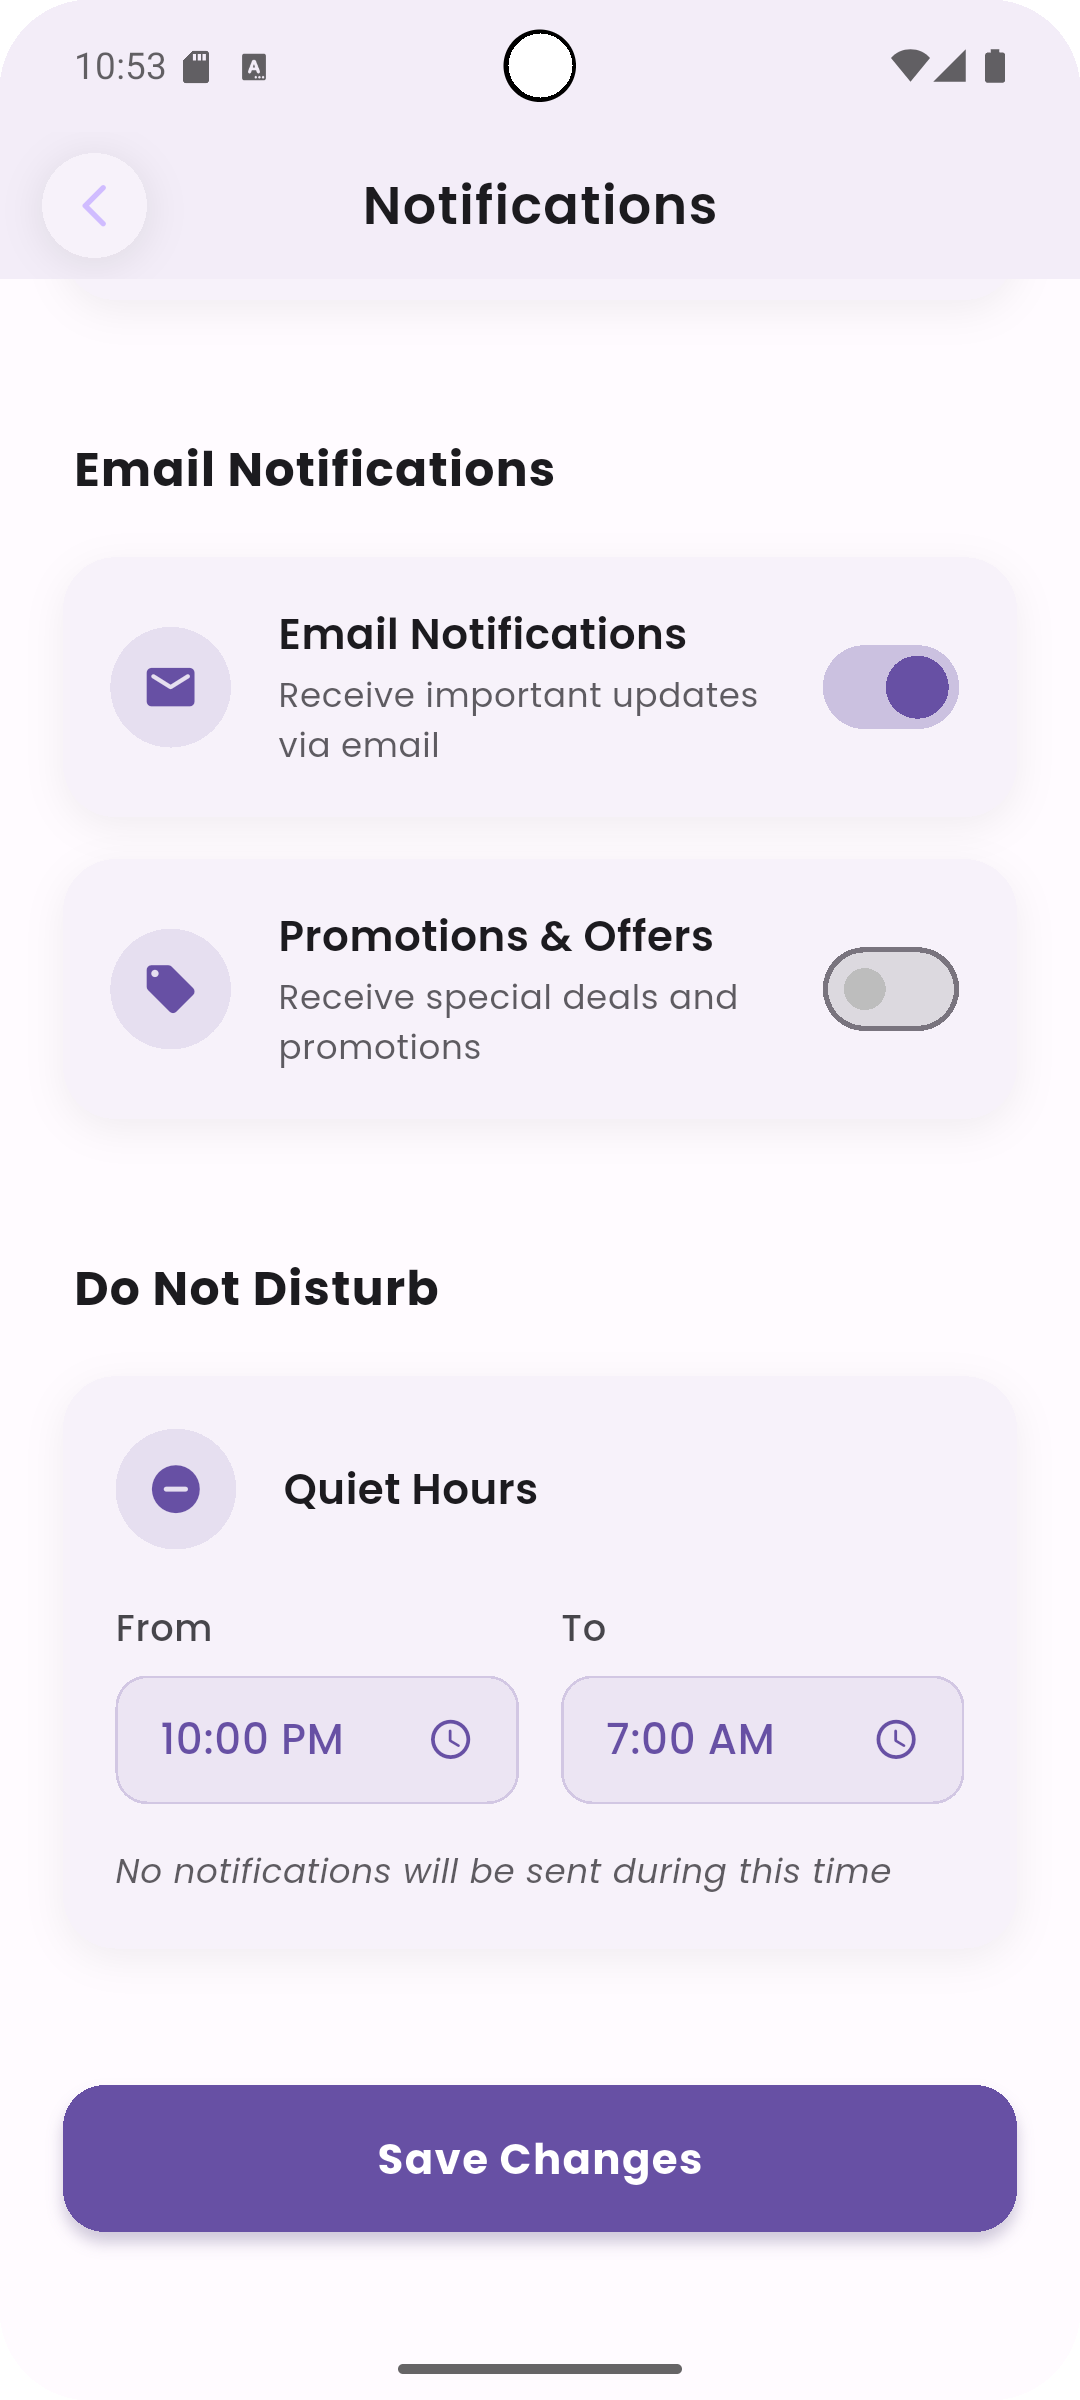 10:53
Notifications
Email Notifications
Email Notifications
Receive important updates
via email
Promotions & Offers
Receive special deals and
promotions
Do Not Disturb
Quiet Hours
From
To
10:00 PM
7:00 AM
No notifications will be sent during this time
Save Changes